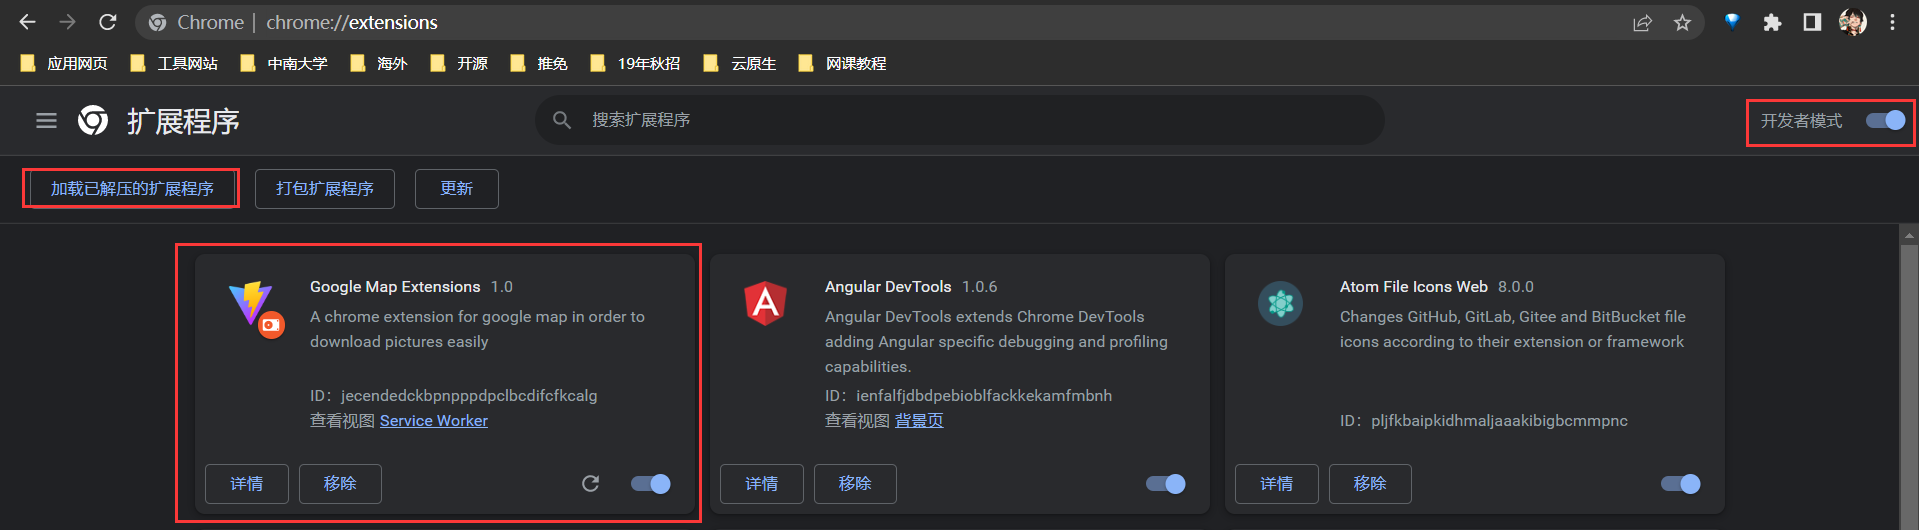 Chrome | chrome://extensions
应用网页 工具网站 中南大学 海外 开源 推免 19年秋招 云原生 网课教程
扩展程序 搜索扩展程序 开发者模式
加载已解压的扩展程序 打包扩展程序 更新
Google Map Extensions 1.0
A chrome extension for google map in order to
download pictures easily
ID：jecendedckbpnpppdpclbcdifcfkcalg
查看视图 Service Worker
详情 移除
Angular DevTools 1.0.6
Angular DevTools extends Chrome DevTools
adding Angular specific debugging and profiling
capabilities.
ID：ienfalfjdbdpebioblfackkekamfmbnh
查看视图 背景页
详情 移除
Atom File Icons Web 8.0.0
Changes GitHub, GitLab, Gitee and BitBucket file
icons according to their extension or framework
ID：pljfkbaipkidhmaljaaakibigbcmmpnc
详情 移除